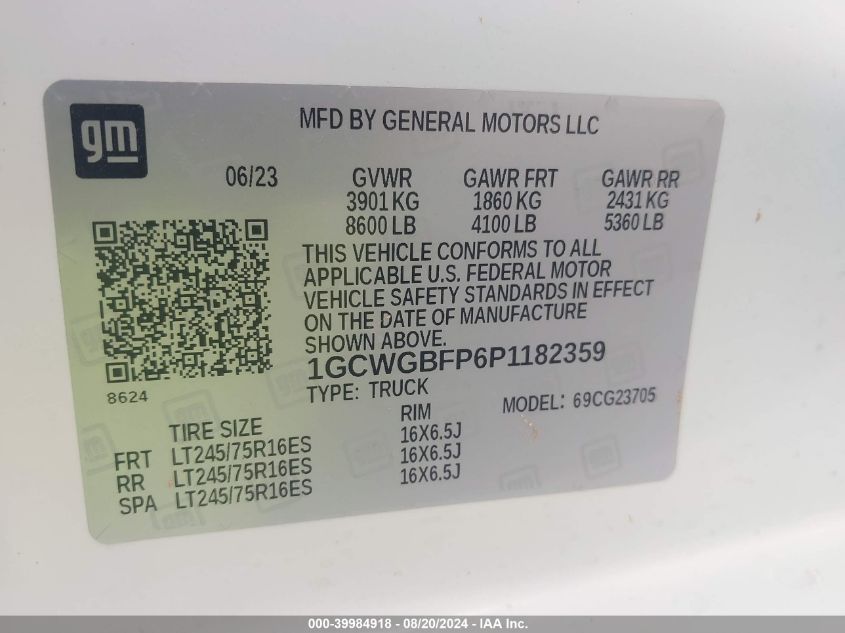 gm
MFD BY GENERAL MOTORS LLC
06/23 GVWR GAWR FRT GAWR RR
3901 KG 1860 KG 2431 KG
8600 LB 4100 LB 5360 LB
THIS VEHICLE CONFORMS TO ALL
APPLICABLE U.S. FEDERAL MOTOR
VEHICLE SAFETY STANDARDS IN EFFECT
ON THE DATE OF MANUFACTURE
SHOWN ABOVE.
1GCWGBFP6P1182359
8624
TYPE: TRUCK MODEL: 69CG23705
TIRE SIZE RIM
FRT LT245/75R16ES 16X6.5J
RR LT245/75R16ES 16X6.5J
SPA LT245/75R16ES 16X6.5J
000-39984918 - 08/20/2024 - IAA Inc.